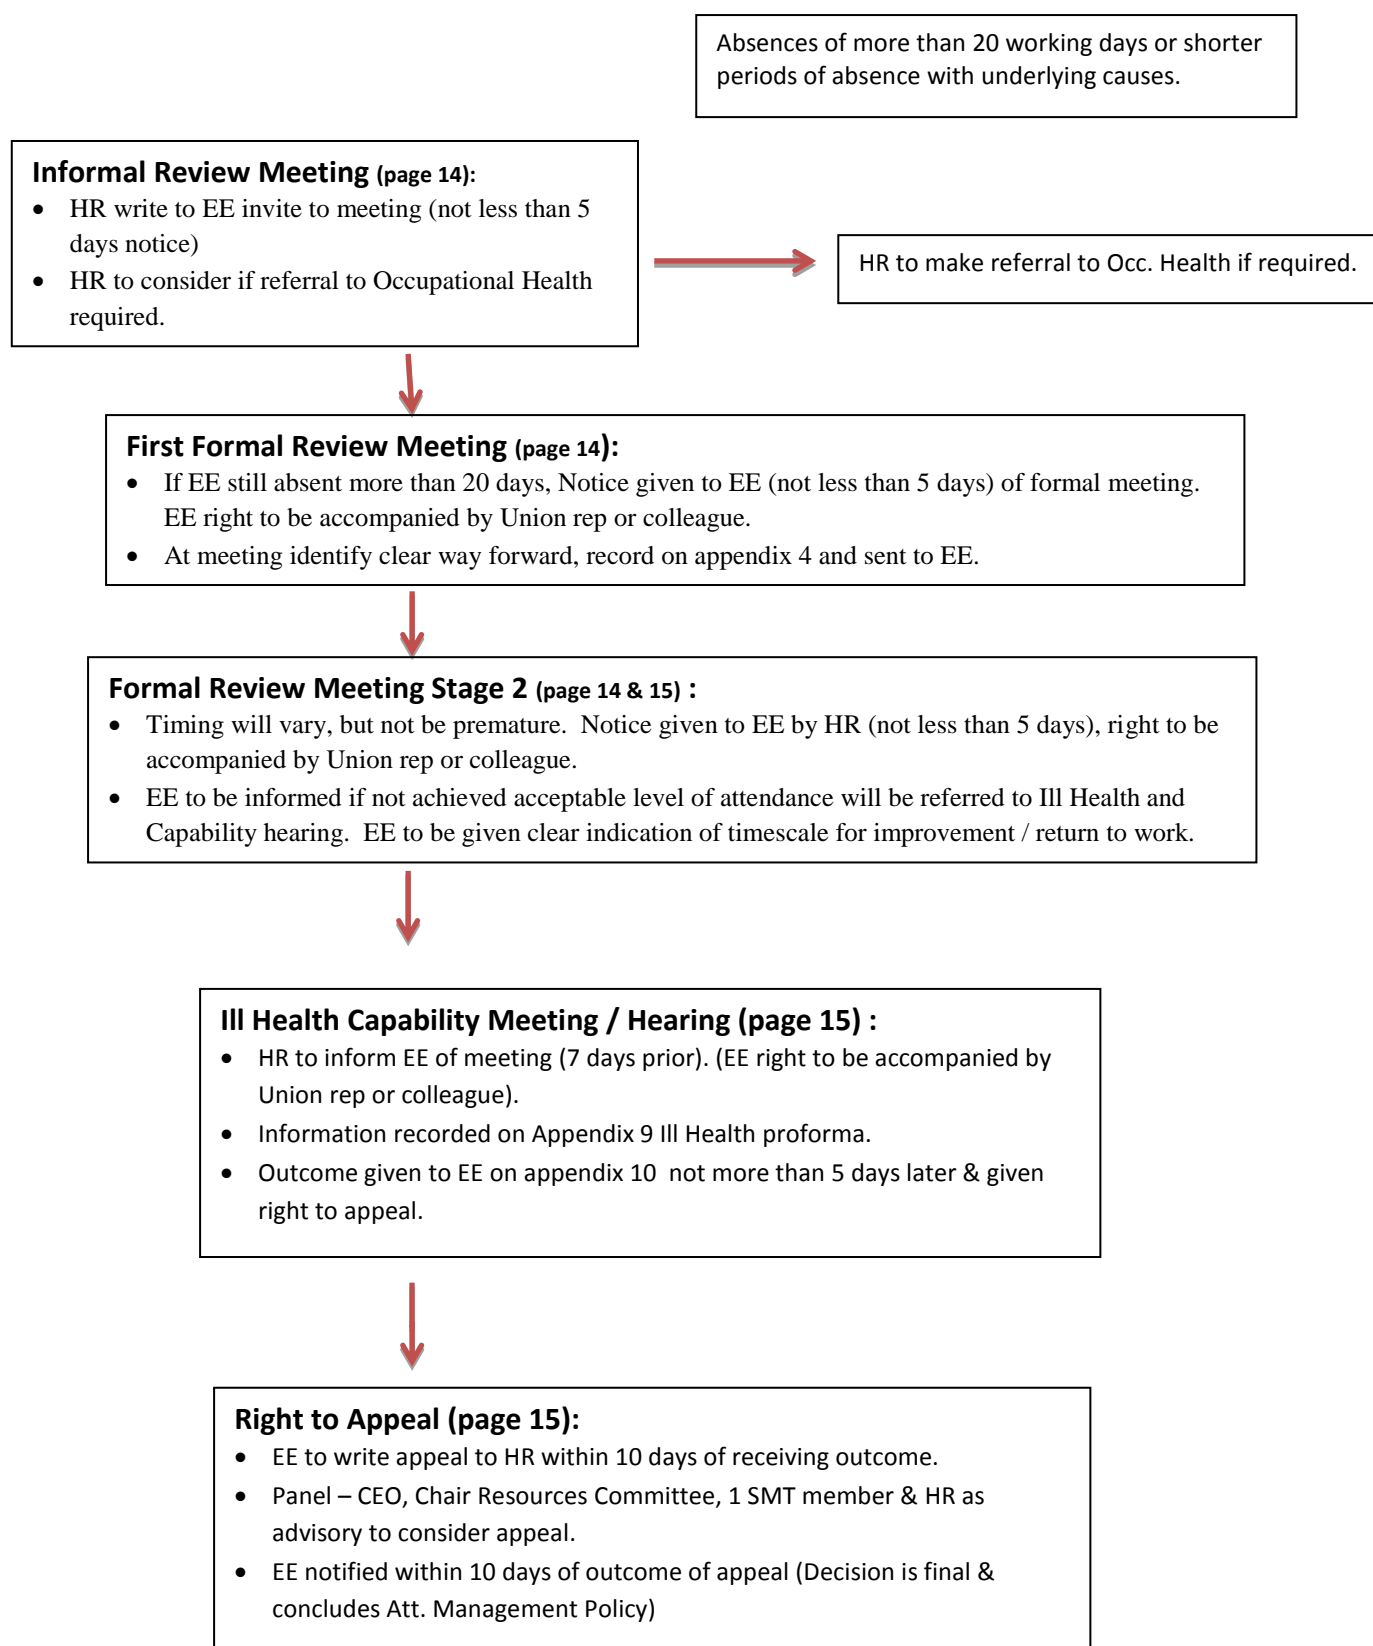 Absences of more than 20 working days or shorter
periods of absence with underlying causes.
Informal Review Meeting (page 14):
• HR write to EE invite to meeting (not less than 5
days notice)
• HR to consider if referral to Occupational Health
required.
HR to make referral to Occ. Health if required.
First Formal Review Meeting (page 14):
• If EE still absent more than 20 days, Notice given to EE (not less than 5 days) of formal meeting.
EE right to be accompanied by Union rep or colleague.
• At meeting identify clear way forward, record on appendix 4 and sent to EE.
Formal Review Meeting Stage 2 (page 14 & 15) :
• Timing will vary, but not be premature.  Notice given to EE by HR (not less than 5 days), right to be
accompanied by Union rep or colleague.
• EE to be informed if not achieved acceptable level of attendance will be referred to Ill Health and
Capability hearing.  EE to be given clear indication of timescale for improvement / return to work.
Ill Health Capability Meeting / Hearing (page 15) :
• HR to inform EE of meeting (7 days prior). (EE right to be accompanied by
Union rep or colleague).
• Information recorded on Appendix 9 Ill Health proforma.
• Outcome given to EE on appendix 10  not more than 5 days later & given
right to appeal.
Right to Appeal (page 15):
• EE to write appeal to HR within 10 days of receiving outcome.
• Panel – CEO, Chair Resources Committee, 1 SMT member & HR as
advisory to consider appeal.
• EE notified within 10 days of outcome of appeal (Decision is final &
concludes Att. Management Policy)